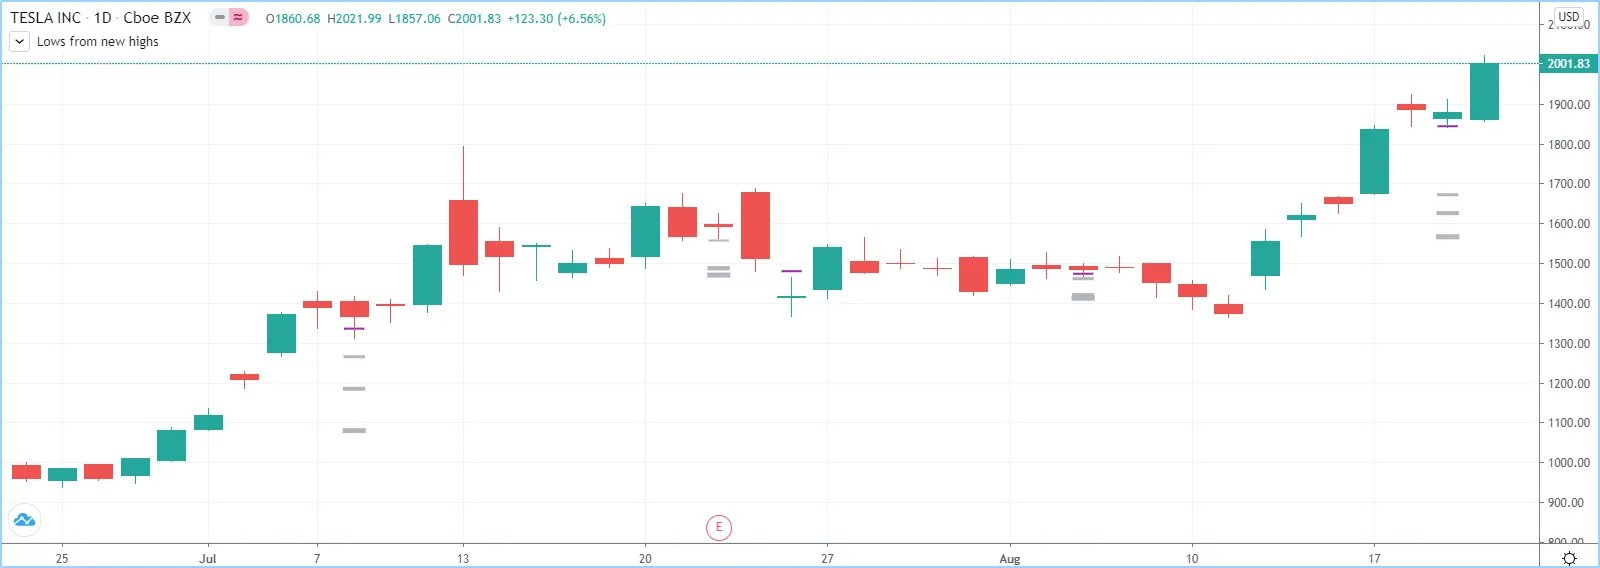 TESLA INC · 1D · Cboe BZX O1860.68 H2021.99 L1857.06 C2001.83 +123.30 (+6.56%)
Lows from new highs
USD
2001.83
1900.00
1800.00
1700.00
1600.00
1500.00
1400.00
1300.00
1200.00
1100.00
1000.00
900.00
E
25 Jul 7 13 20 27 Aug 10 17